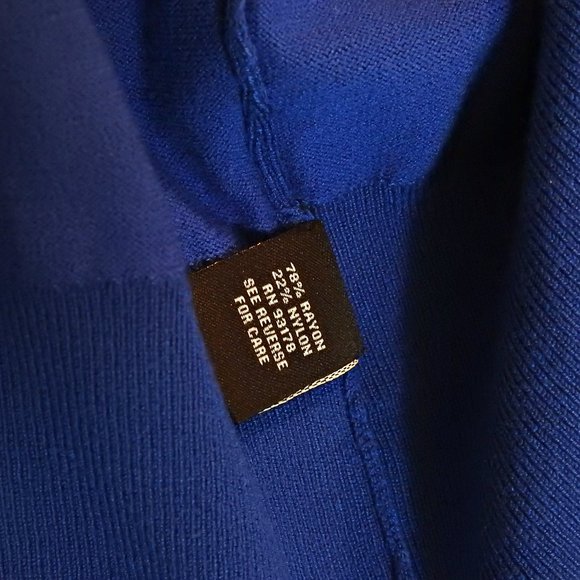 78% RAYON
22% NYLON
RN 93178
SEE REVERSE
FOR CARE